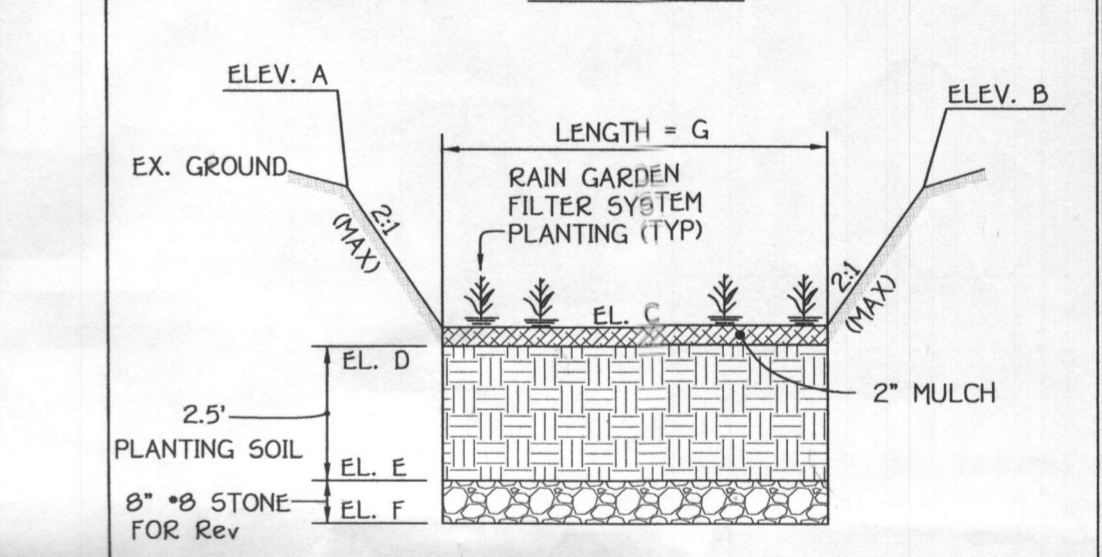 ELEV. A
ELEV. B
LENGTH = G
EX. GROUND
RAIN GARDEN
FILTER SYSTEM
PLANTING (TYP)
2:1
(MAX)
2:1
(MAX)
EL. C
EL. D
2" MULCH
2.5'
PLANTING SOIL
EL. E
8" #8 STONE
FOR Rev
EL. F